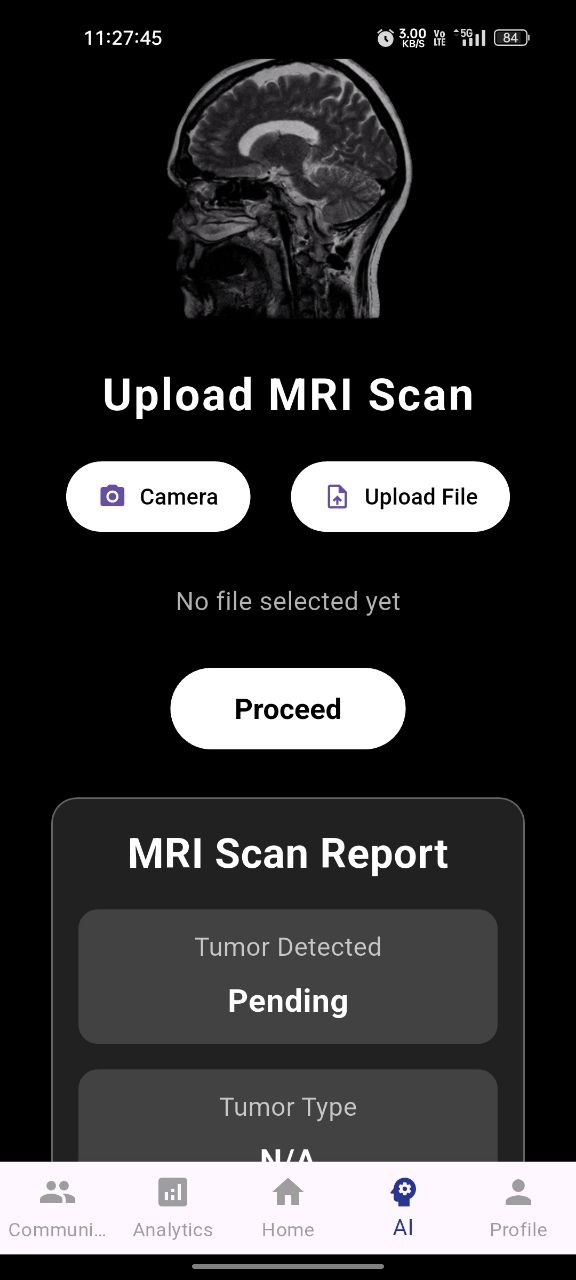 11:27:45
3.00
KB/S
Vo
LTE
5G
84
Upload MRI Scan
Camera
Upload File
No file selected yet
Proceed
MRI Scan Report
Tumor Detected
Pending
Tumor Type
N/A
Communi...
Analytics
Home
AI
Profile